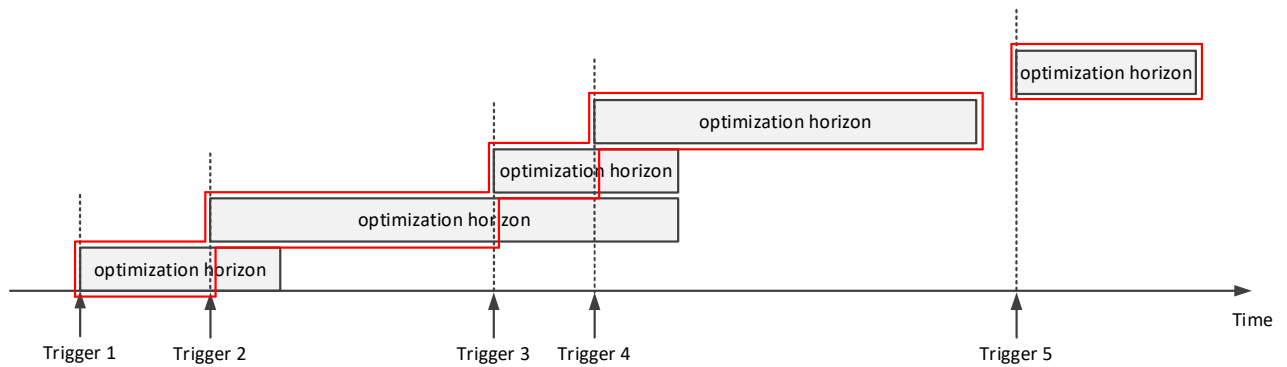 optimization horizon
optimization horizon
optimization horizon
optimization horizon
optimization horizon
Time
Trigger 1
Trigger 2
Trigger 3
Trigger 4
Trigger 5